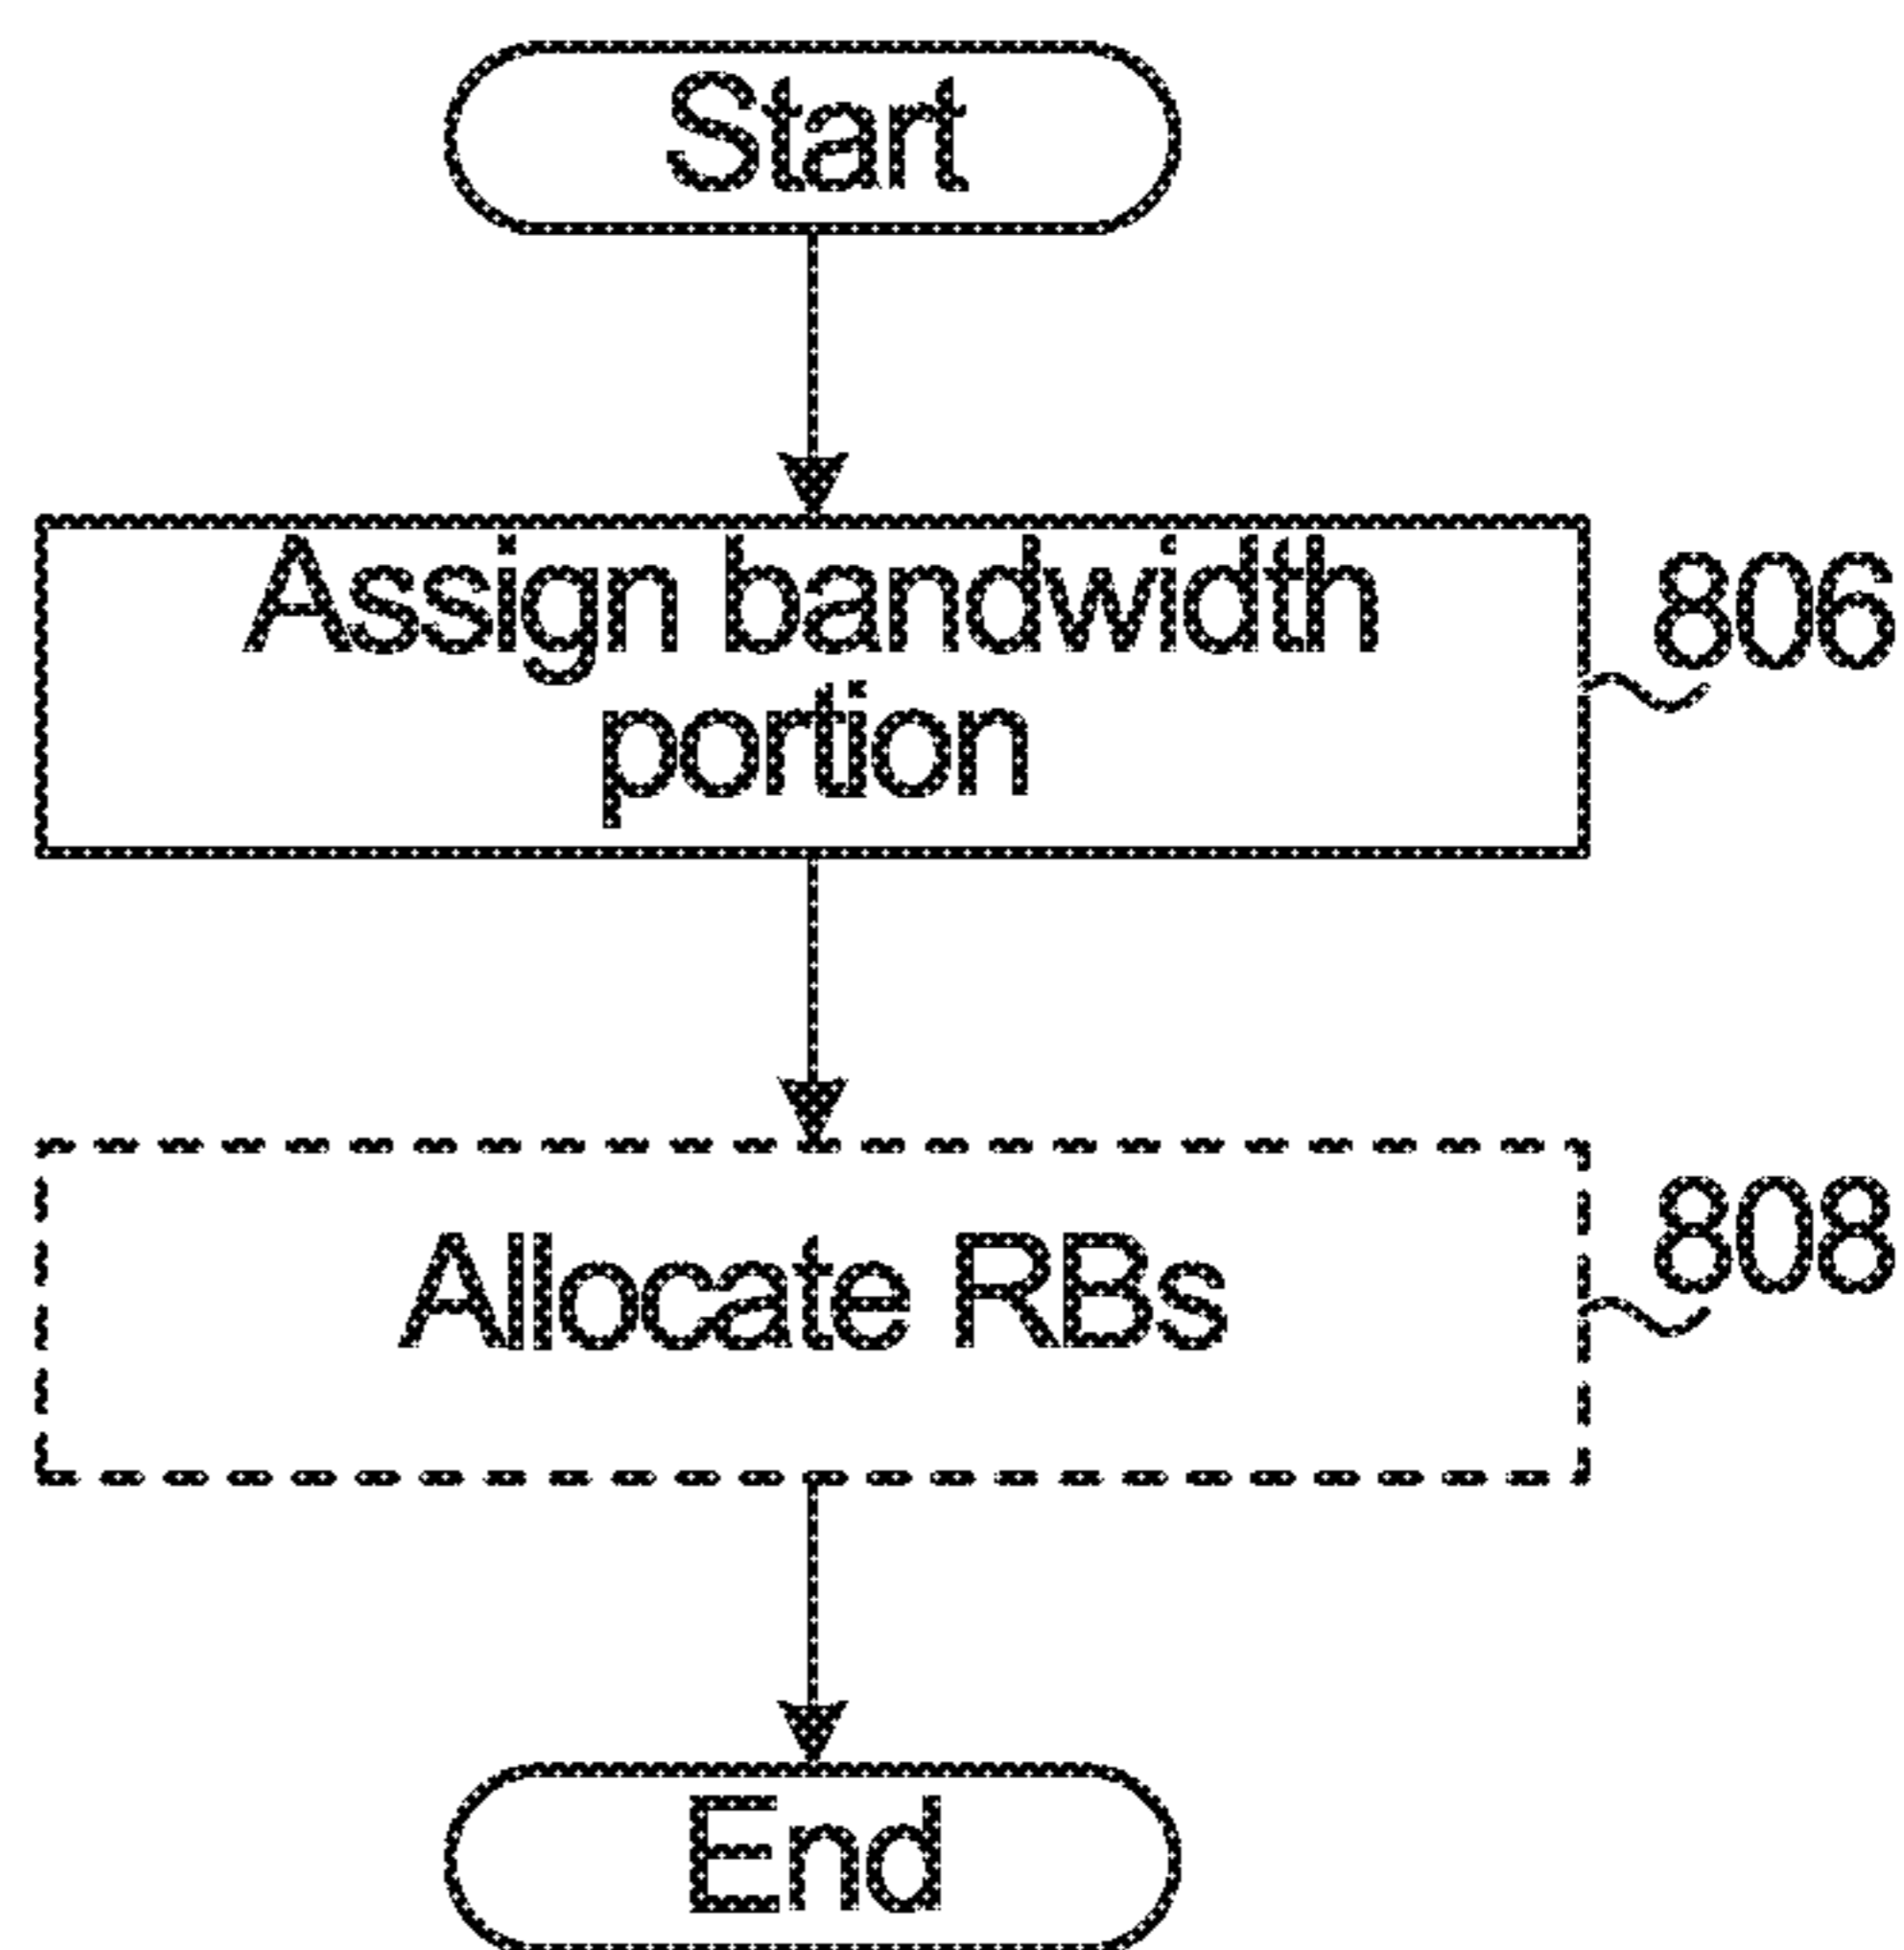 Start
Assign bandwidth
portion
806
Allocate RBs
808
End